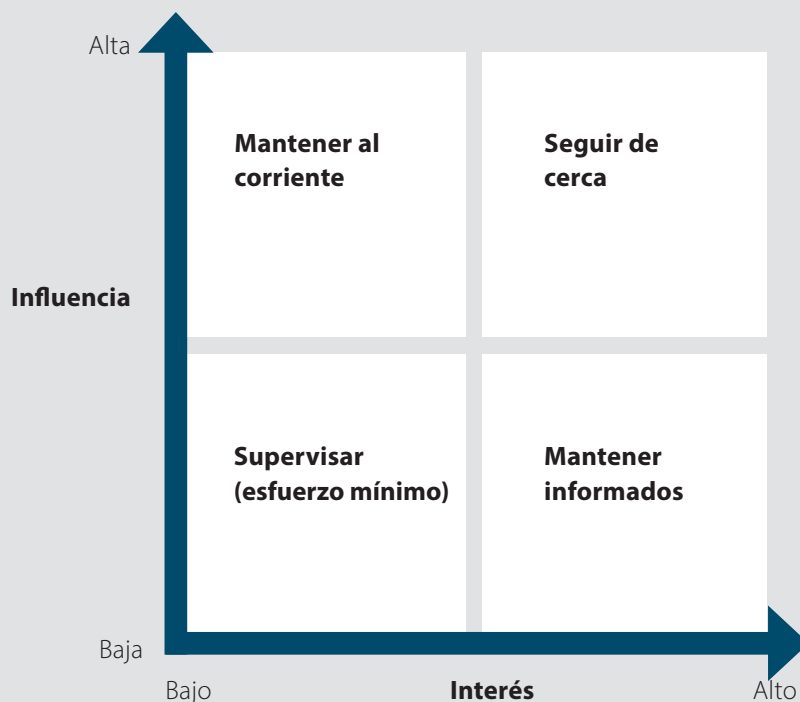 Alta
Mantener al
corriente
Seguir de
cerca
Influencia
Supervisar
(esfuerzo mínimo)
Mantener
informados
Baja
Bajo
Interés
Alto